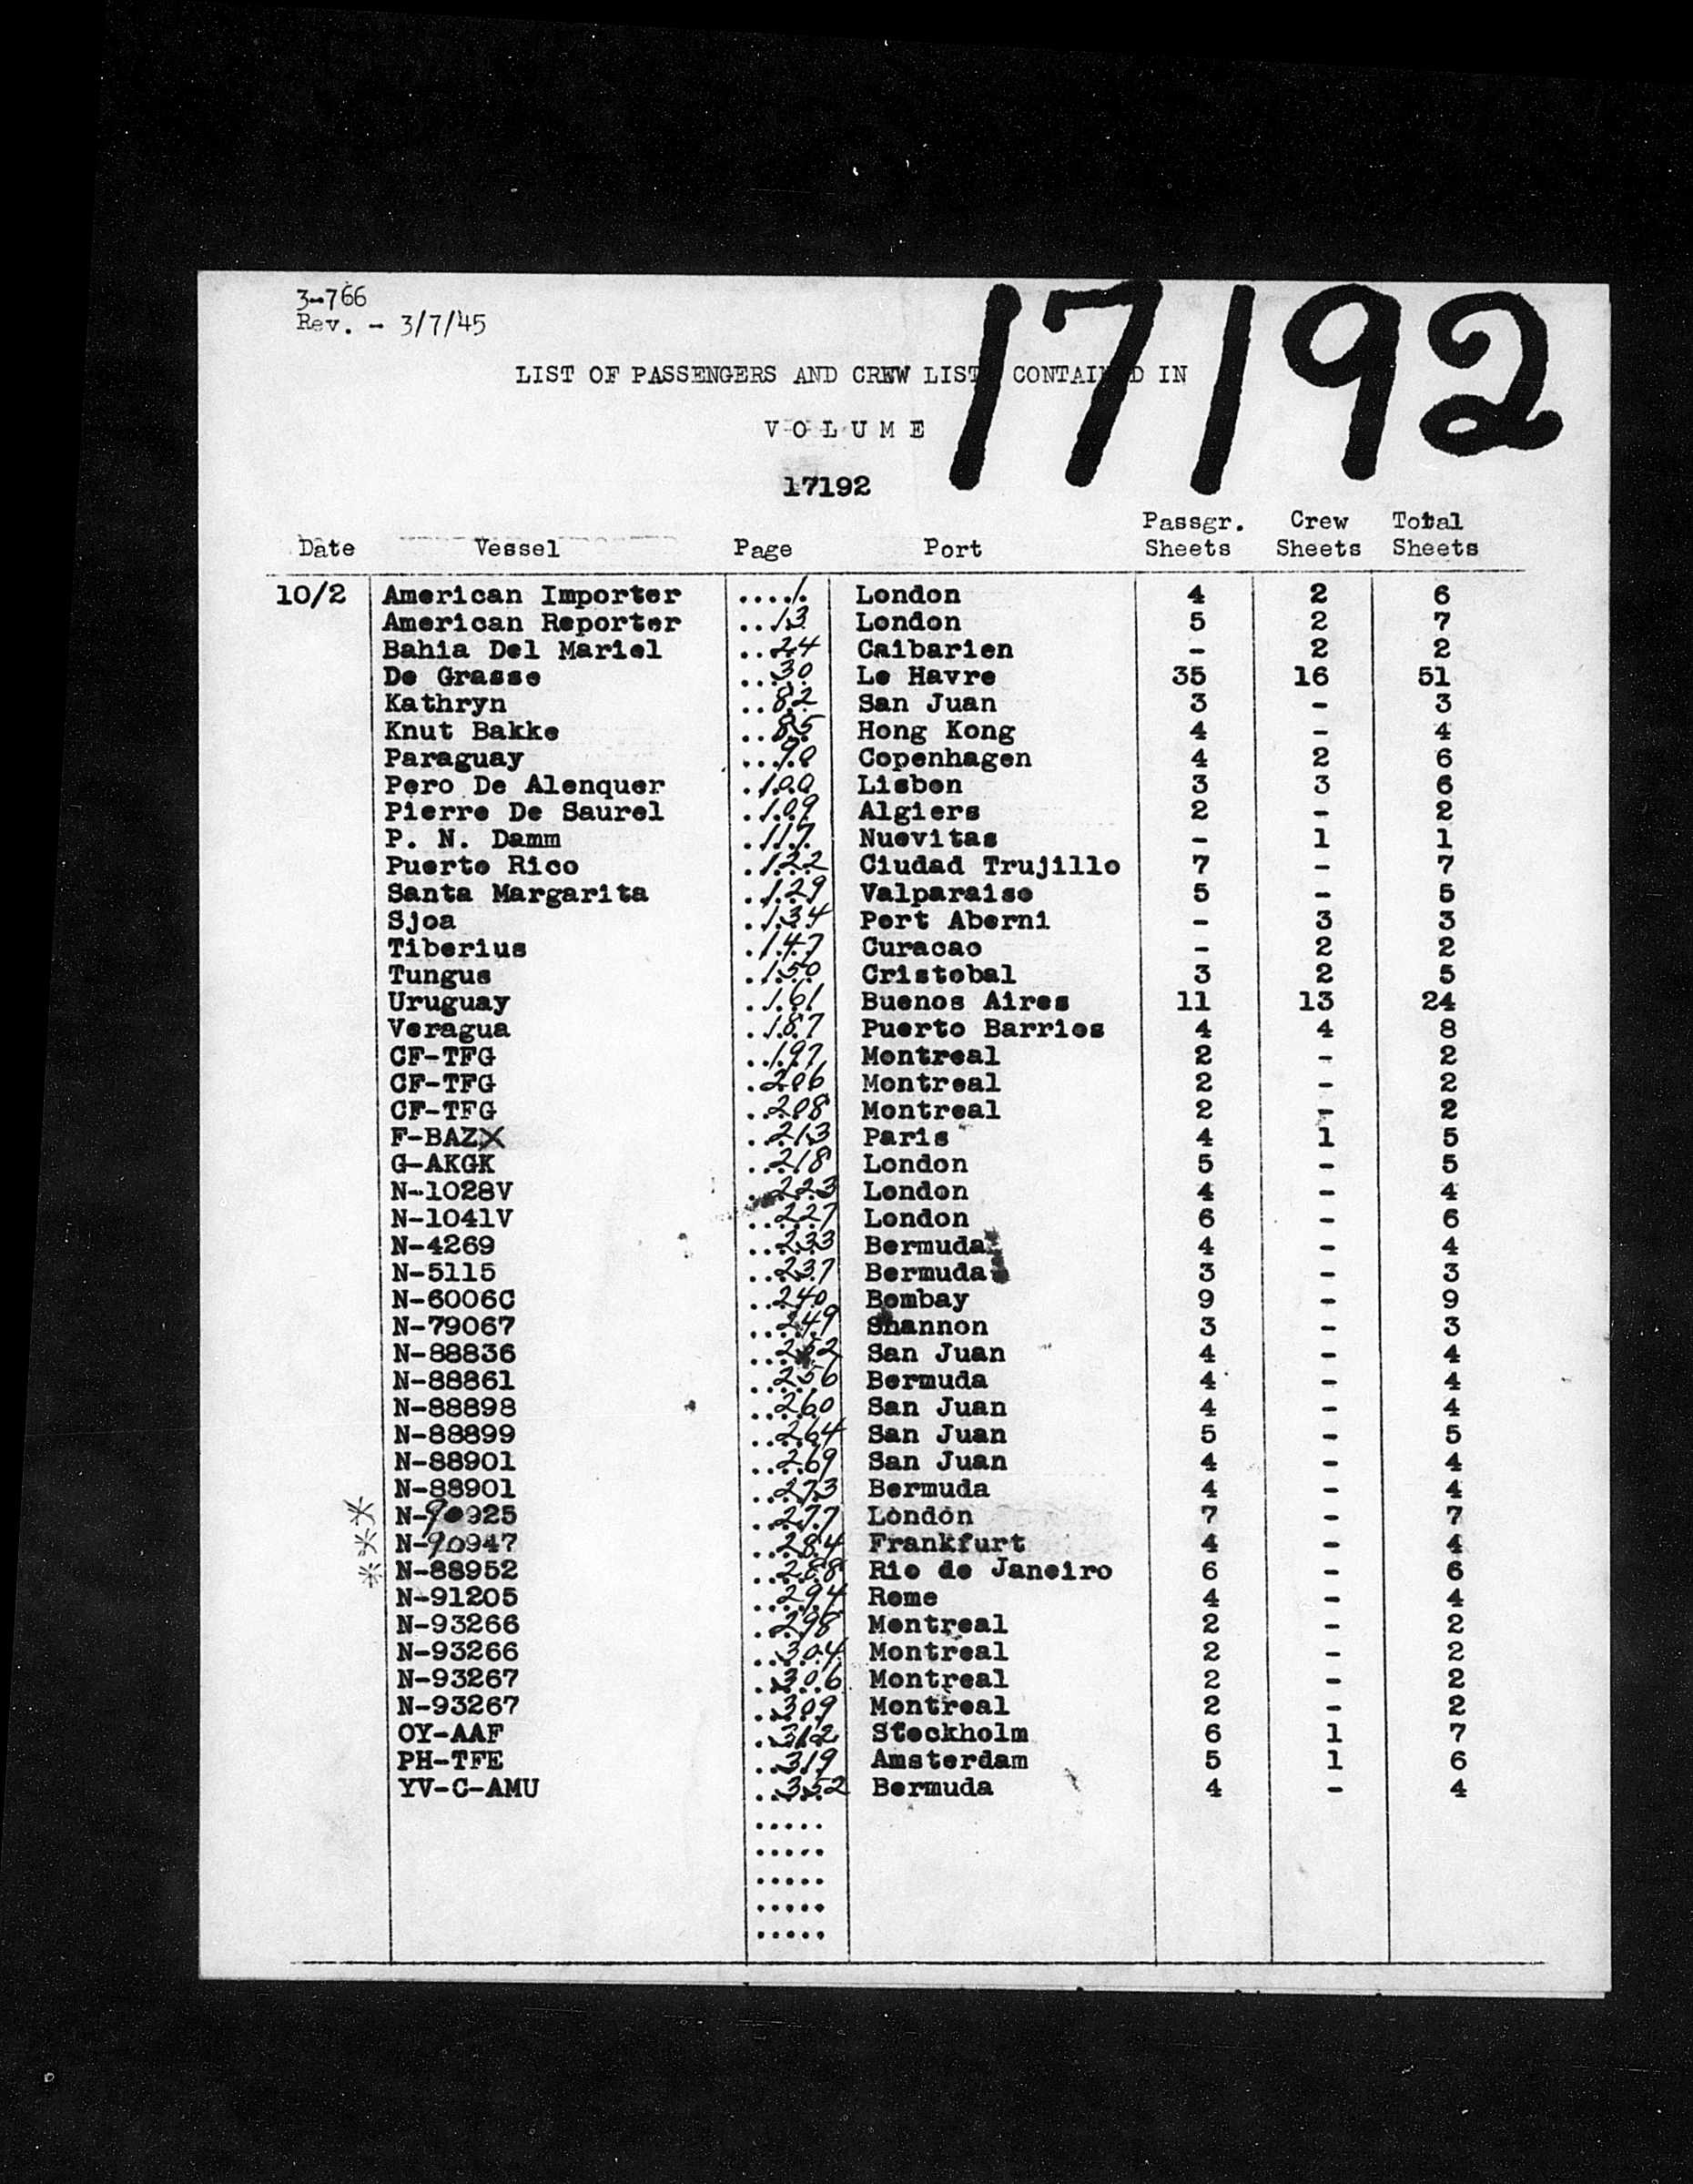 3-766
Rev. - 3/7/45
17192
LIST OF PASSENGERS AND CREW LISTS CONTAINED IN
VOLUME
17192
Date Vessel Page Port Passgr. Sheets Crew Sheets Total Sheets
10/2 American Importer .....1. London 4 2 6
American Reporter ...13 London 5 2 7
Bahia Del Mariel ...24 Caibarien - 2 2
De Grasse ...30 Le Havre 35 16 51
Kathryn ...82 San Juan 3 - 3
Knut Bakke ...85 Hong Kong 4 - 4
Paraguay ...90 Copenhagen 4 2 6
Pero De Alenquer .100 Lisbon 3 3 6
Pierre De Saurel .109 Algiers 2 - 2
P. N. Damm .117 Nuevitas - 1 1
Puerto Rico .122 Ciudad Trujillo 7 - 7
Santa Margarita .129 Valparaiso 5 - 5
Sjoa .134 Port Aberni - 3 3
Tiberius .147 Curacao - 2 2
Tungus .150 Cristobal 3 2 5
Uruguay .161 Buenos Aires 11 13 24
Veragua .187 Puerto Barrios 4 4 8
CF-TFG .197 Montreal 2 - 2
CF-TFG .206 Montreal 2 - 2
CF-TFG ..208 Montreal 2 - 2
F-BAZX ..213 Paris 4 1 5
G-AKGK ..218 London 5 - 5
N-1028V ..223 London 4 - 4
N-1041V ..227 London 6 - 6
N-4269 ..233 Bermuda 4 - 4
N-5115 ..237 Bermuda 3 - 3
N-6006C ..240 Bombay 9 - 9
N-79067 ..249 Shannon 3 - 3
N-88836 ..252 San Juan 4 - 4
N-88861 ..256 Bermuda 4 - 4
N-88898 ..260 San Juan 4 - 4
N-88899 ..264 San Juan 5 - 5
N-88901 ..269 San Juan 4 - 4
N-88901 ..273 Bermuda 4 - 4
* N-90925 ..277 London 7 - 7
* N-90947 ..284 Frankfurt 4 - 4
* N-88952 ..288 Rio de Janeiro 6 - 6
N-91205 ..294 Rome 4 - 4
N-93266 ..298 Montreal 2 - 2
N-93266 ..304 Montreal 2 - 2
N-93267 ..306 Montreal 2 - 2
N-93267 ..309 Montreal 2 - 2
OY-AAF ..312 Stockholm 6 1 7
PH-TFE ..319 Amsterdam 5 1 6
YV-C-AMU ..352 Bermuda 4 - 4
.....
.....
.....
.....
.....